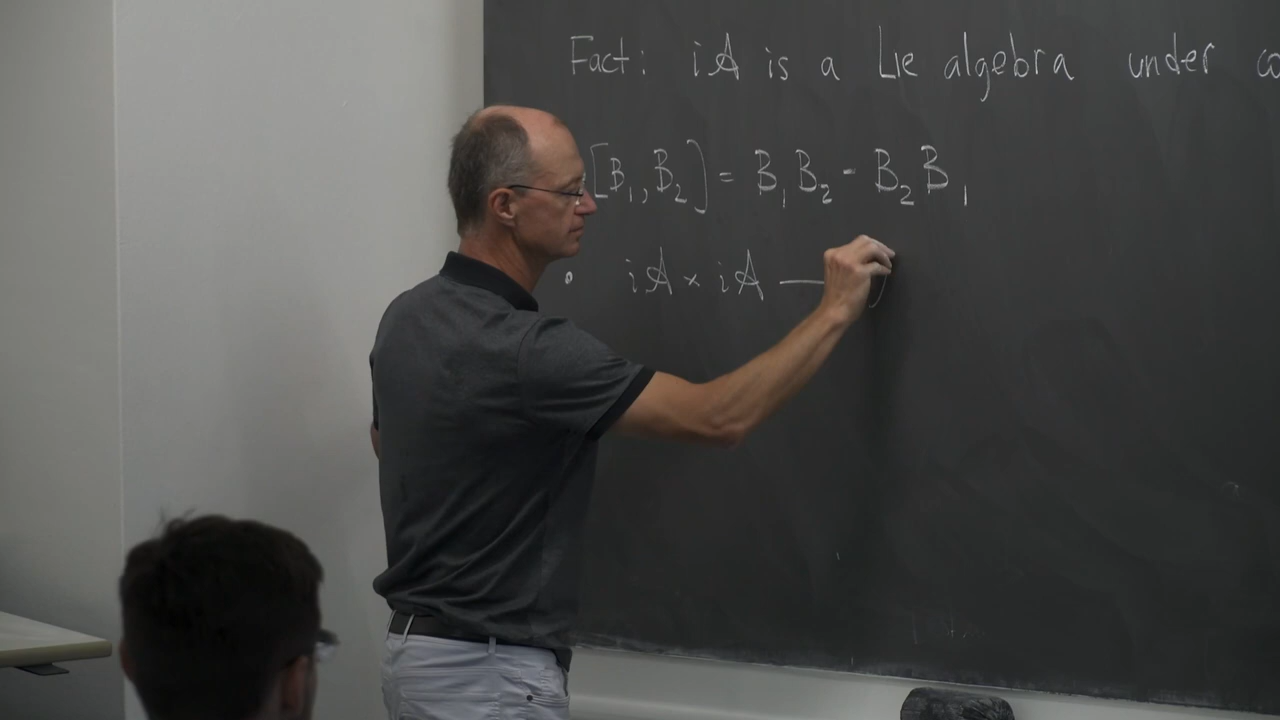 Fact: i𝒜 is a Lie algebra under
[B₁, B₂] = B₁B₂ - B₂B₁
• i𝒜 × i𝒜 —